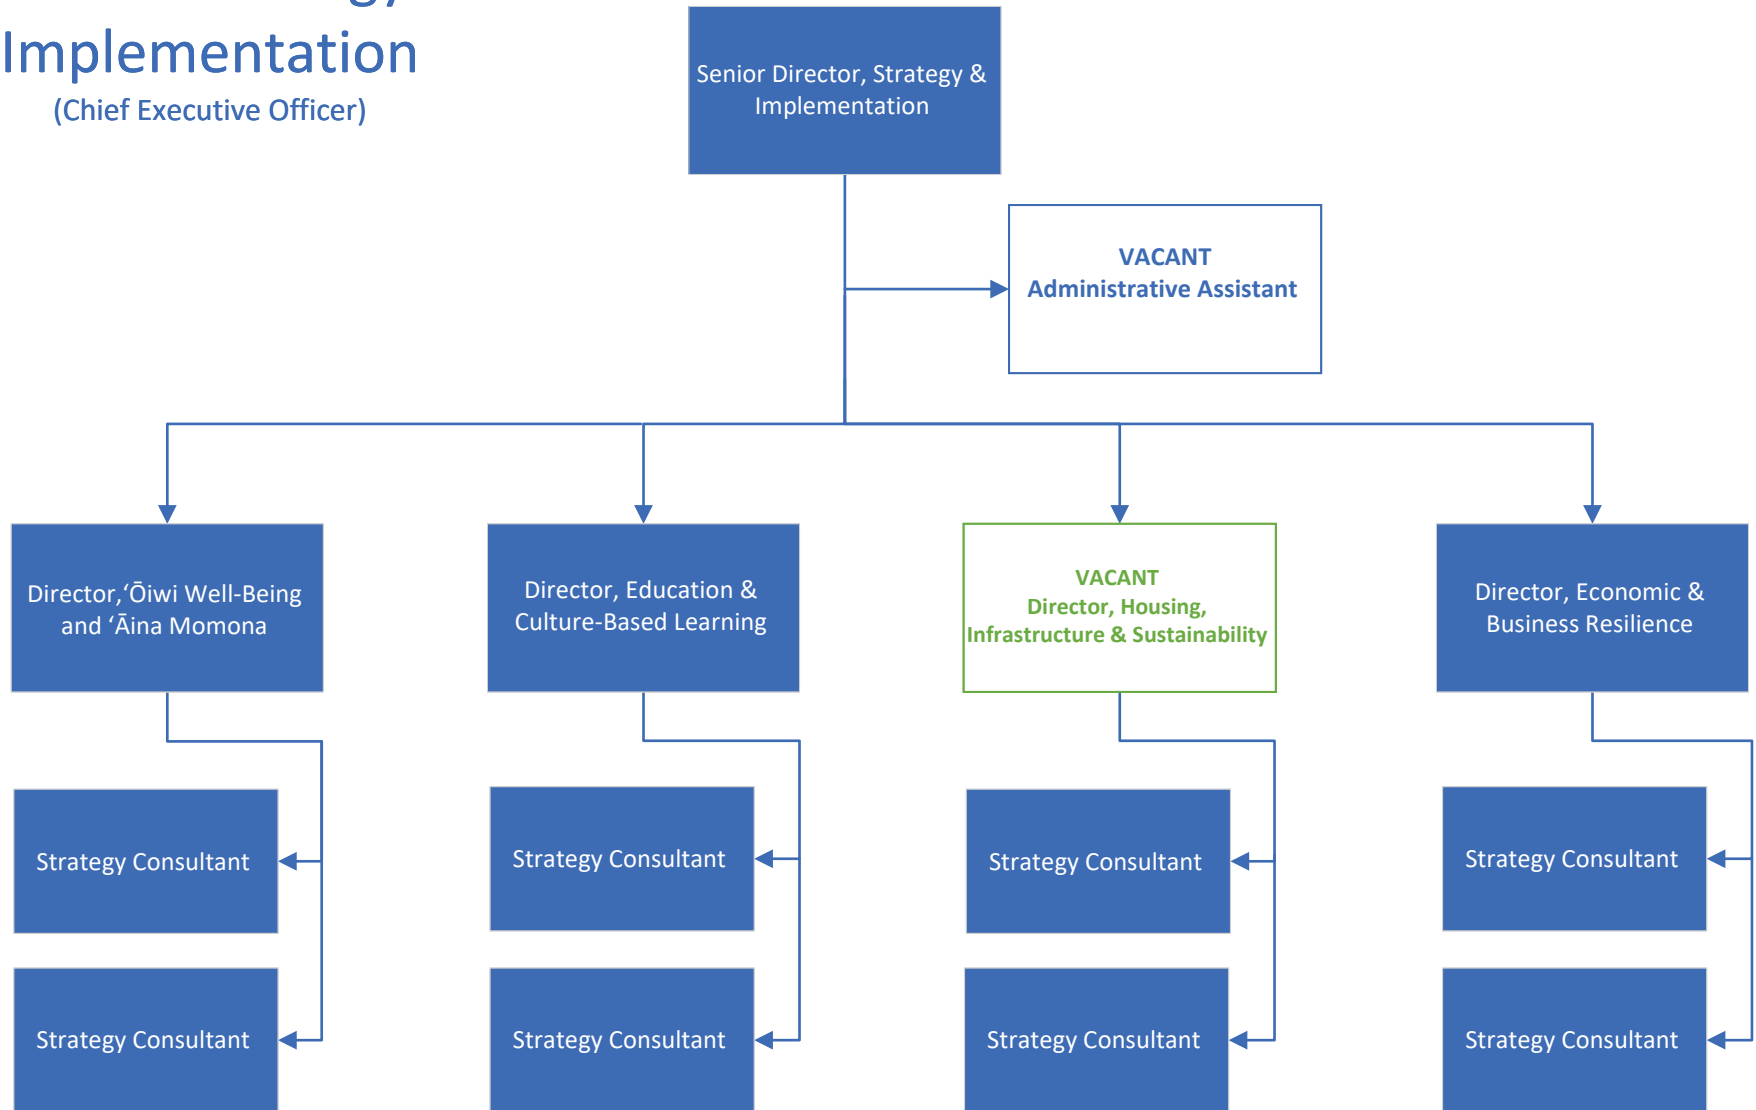 Implementation
(Chief Executive Officer)
Senior Director, Strategy &
Implementation
VACANT
Administrative Assistant
Director,‘Ōiwi Well-Being
and ‘Āina Momona
Director, Education &
Culture-Based Learning
VACANT
Director, Housing,
Infrastructure & Sustainability
Director, Economic &
Business Resilience
Strategy Consultant
Strategy Consultant
Strategy Consultant
Strategy Consultant
Strategy Consultant
Strategy Consultant
Strategy Consultant
Strategy Consultant